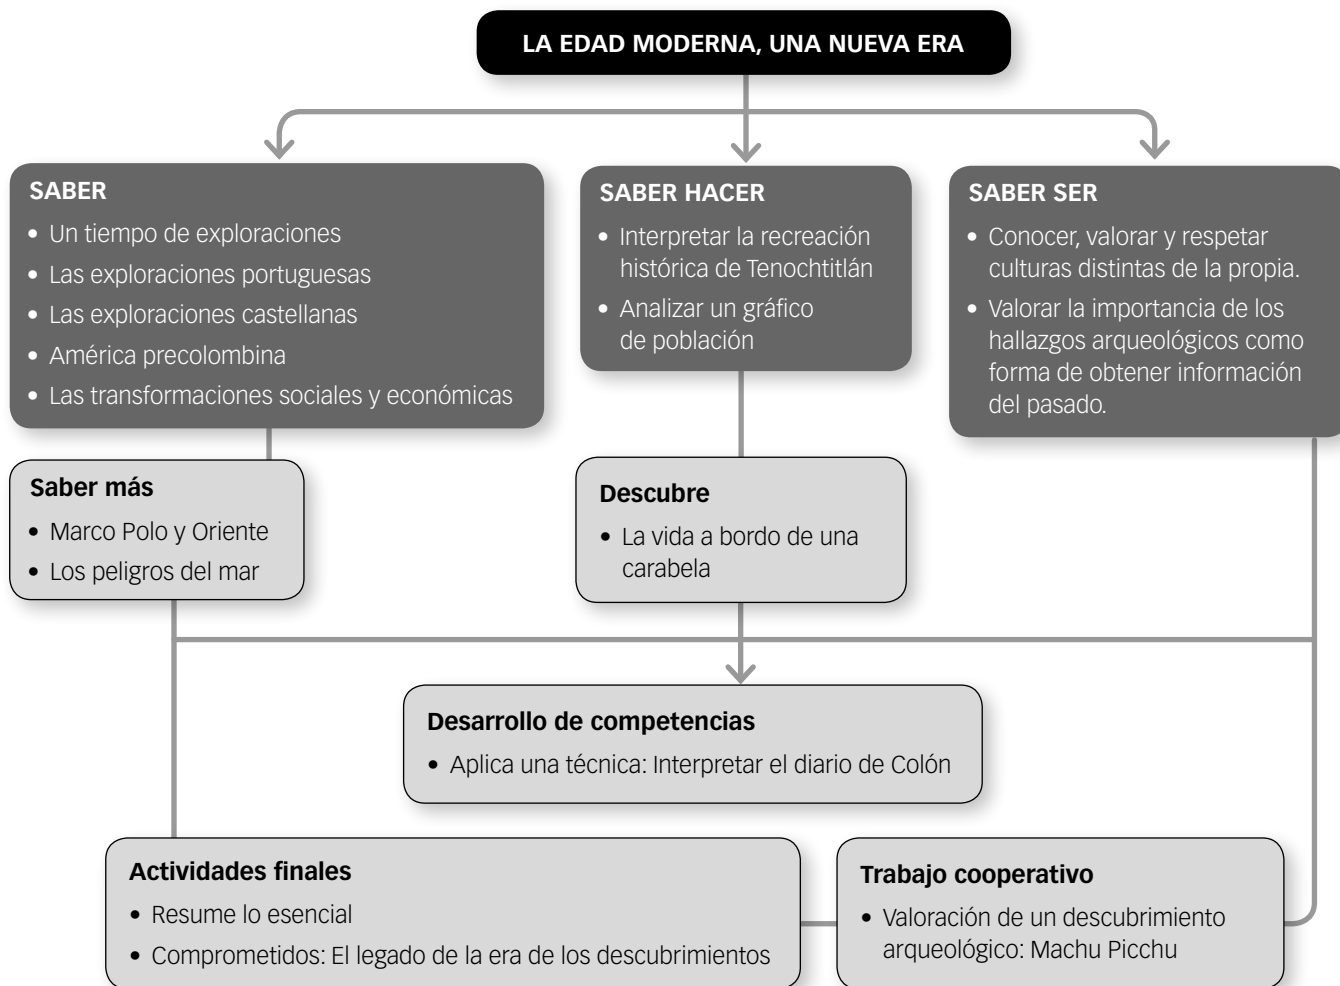 LA EDAD MODERNA, UNA NUEVA ERA
SABER
• Un tiempo de exploraciones
• Las exploraciones portuguesas
• Las exploraciones castellanas
• América precolombina
• Las transformaciones sociales y económicas
SABER HACER
• Interpretar la recreación
histórica de Tenochtitlán
• Analizar un gráfico
de población
SABER SER
• Conocer, valorar y respetar
culturas distintas de la propia.
• Valorar la importancia de los
hallazgos arqueológicos como
forma de obtener información
del pasado.
Saber más
• Marco Polo y Oriente
• Los peligros del mar
Descubre
• La vida a bordo de una
carabela
Desarrollo de competencias
• Aplica una técnica: Interpretar el diario de Colón
Actividades finales
• Resume lo esencial
• Comprometidos: El legado de la era de los descubrimientos
Trabajo cooperativo
• Valoración de un descubrimiento
arqueológico: Machu Picchu